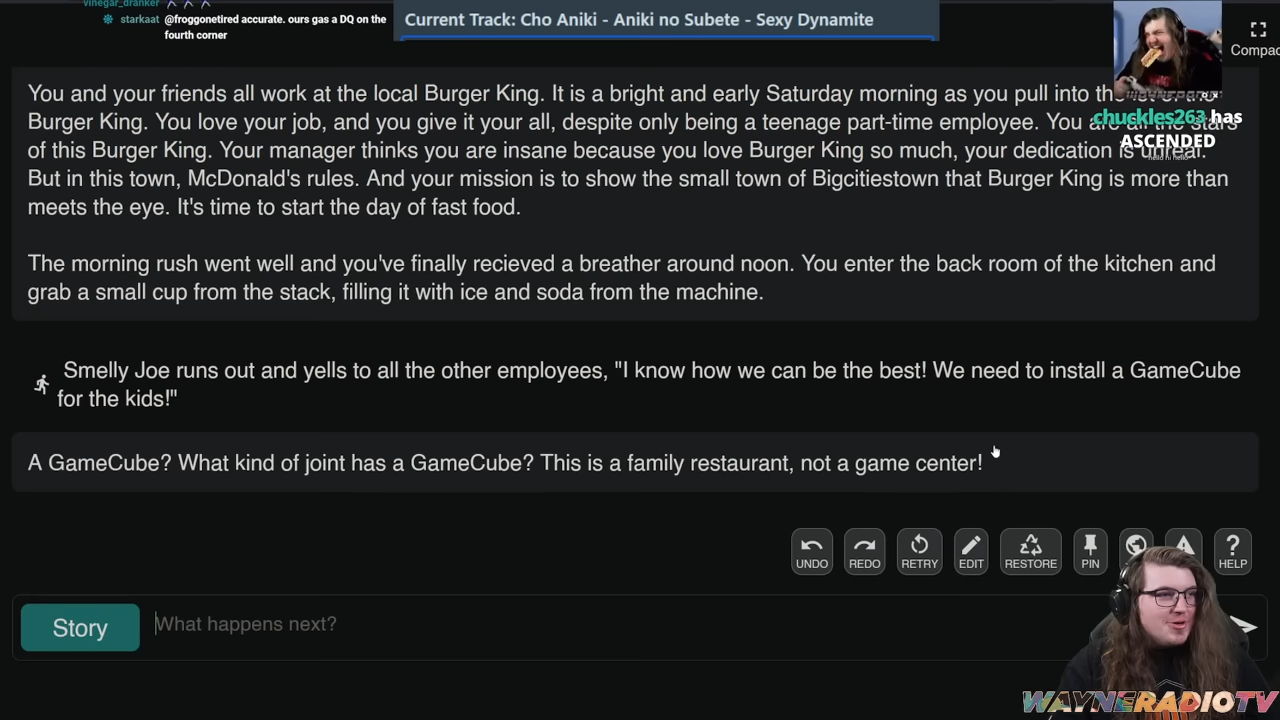 vinegar_dranker
starkaat @froggonetired accurate. ours gas a DQ on the
fourth corner
Current Track: Cho Aniki - Aniki no Subete - Sexy Dynamite
Compac
You and your friends all work at the local Burger King. It is a bright and early Saturday morning as you pull into th
Burger King. You love your job, and you give it your all, despite only being a teenage part-time employee. You are all the stars
of this Burger King. Your manager thinks you are insane because you love Burger King so much, your dedication is unreal.
But in this town, McDonald's rules. And your mission is to show the small town of Bigcitiestown that Burger King is more than
meets the eye. It's time to start the day of fast food.
chuckles263 has
ASCENDED
hello hi hello
The morning rush went well and you've finally recieved a breather around noon. You enter the back room of the kitchen and
grab a small cup from the stack, filling it with ice and soda from the machine.
Smelly Joe runs out and yells to all the other employees, "I know how we can be the best! We need to install a GameCube
for the kids!"
A GameCube? What kind of joint has a GameCube? This is a family restaurant, not a game center!
UNDO REDO RETRY EDIT RESTORE PIN HELP
Story What happens next?
WAYNERADIOTV